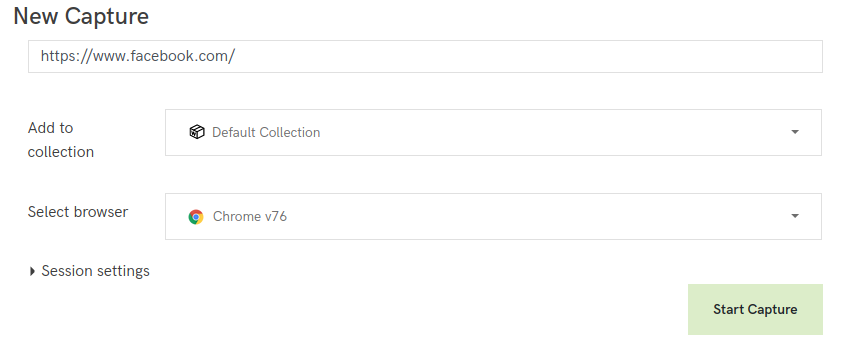 New Capture
https://www.facebook.com/
Add to
collection
Default Collection
Select browser
Chrome v76
Session settings
Start Capture